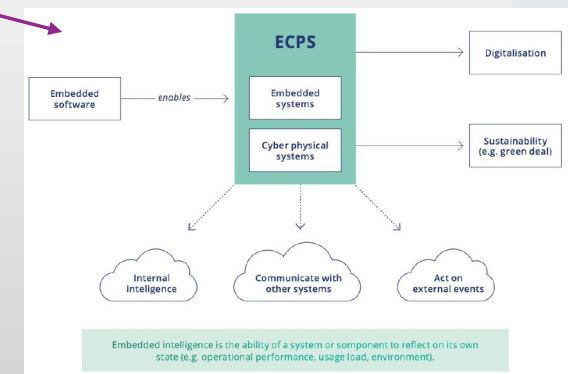 ECPS
Digitalisation
Embedded
software
enables
Embedded
systems
Cyber physical
systems
Sustainability
(e.g. green deal)
Internal
inteligence
Communicate with
other systems
Act on
external events
Embedded intelligence is the ability of a system or somponent to reflect on its own
state (e.g. operational performance, usage load, environment).